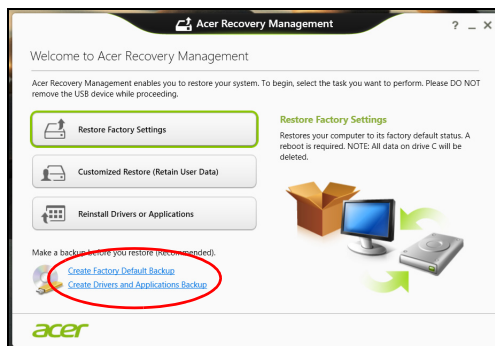 Acer Recovery Management
? _ X
Welcome to Acer Recovery Management
Acer Recovery Management enables you to restore your system. To begin, select the task you want to perform. Please DO NOT
remove the USB device while proceeding.
Restore Factory Settings
Customized Restore (Retain User Data)
Reinstall Drivers or Applications
Restore Factory Settings
Restores your computer to its factory default status. A
reboot is required. NOTE: All data on drive C will be
deleted.
Make a backup before you restore (Recommended).
Create Factory Default Backup
Create Drivers and Applications Backup
acer